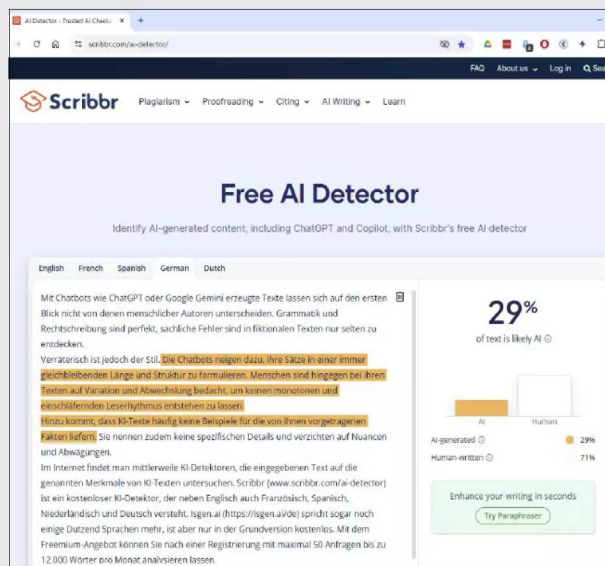 AI Detector - Trusted AI Check
scribbr.com/ai-detector/
FAQ About us Log in Sea
Scribbr Plagiarism Proofreading Citing AI Writing Learn
Free AI Detector
Identify AI-generated content, including ChatGPT and Copilot, with Scribbr's free AI detector
English French Spanish German Dutch
Mit Chatbots wie ChatGPT oder Google Gemini erzeugte Texte lassen sich auf den ersten
Blick nicht von denen menschlicher Autoren unterscheiden. Grammatik und
Rechtschreibung sind perfekt, sachliche Fehler sind in fiktionalen Texten nur selten zu
entdecken.
Verräterisch ist jedoch der Stil. Die Chatbots neigen dazu, ihre Sätze in einer immer
gleichbleibenden Länge und Struktur zu formulieren. Menschen sind hingegen bei ihren
Texten auf Variation und Abwechslung bedacht, um keinen monotonen und
einschläfernden Leserhythmus entstehen zu lassen.
Hinzu kommt, dass KI-Texte häufig keine Beispiele für die von ihnen vorgetragenen
Fakten liefern. Sie nennen zudem keine spezifischen Details und verzichten auf Nuancen
und Abwägungen.
Im Internet findet man mittlerweile KI-Detektoren, die eingegebenen Text auf die
genannten Merkmale von KI-Texten untersuchen. Scribbr (www.scribbr.com/ai-detector)
ist ein kostenloser KI-Detektor, der neben Englisch auch Französisch, Spanisch,
Niederländisch und Deutsch versteht. Isgen.ai (https://isgen.ai/de) spricht sogar noch
einige Dutzend Sprachen mehr, ist aber nur in der Grundversion kostenlos. Mit dem
Freemium-Angebot können Sie nach einer Registrierung mit maximal 50 Anfragen bis zu
12.000 Wörter pro Monat analysieren lassen.
29%
of text is likely AI
AI Human
AI-generated 29%
Human-written 71%
Enhance your writing in seconds
Try Paraphraser